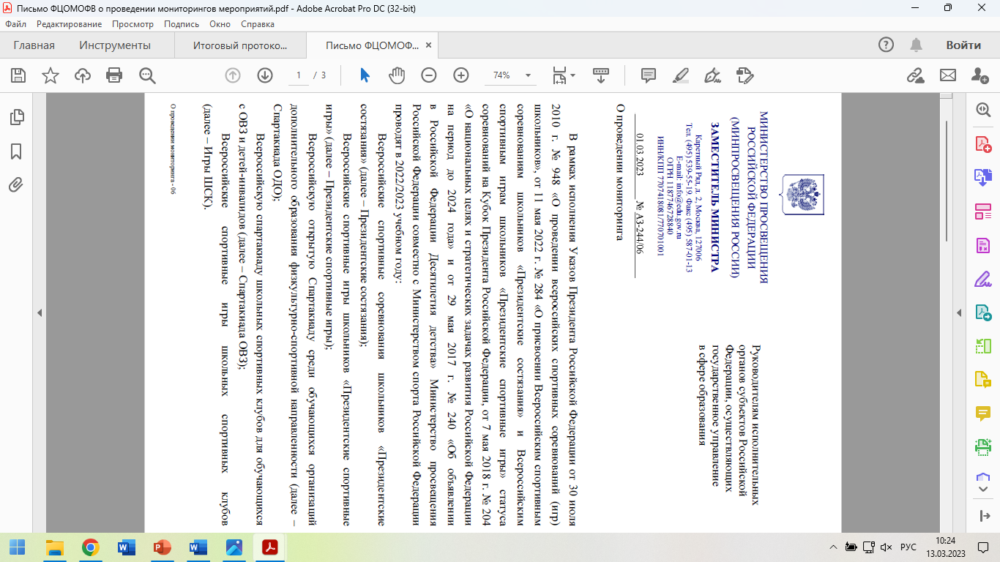 Письмо ФЦОМОФВ о проведении мониторингов мероприятий.pdf - Adobe Acrobat Pro DC (32-bit)
Файл Редактирование Просмотр Подпись Окно Справка
Главная Инструменты Итоговый протоко... Письмо ФЦОМОФ... × Войти
1 / 3 74%
МИНИСТЕРСТВО ПРОСВЕЩЕНИЯ
РОССИЙСКОЙ ФЕДЕРАЦИИ
(МИНПРОСВЕЩЕНИЯ РОССИИ)
ЗАМЕСТИТЕЛЬ МИНИСТРА
Каретный Ряд, д. 2, Москва, 127006
Тел. (495) 539-55-19. Факс (495) 587-01-13
E-mail: info@edu.gov.ru
ОГРН 1187746728840
ИНН/КПП 7707418081/770701001
01.03.2023 № АЗ-244/06
О проведении мониторинга
Руководителям исполнительных
органов субъектов Российской
Федерации, осуществляющих
государственное управление
в сфере образования
В рамках исполнения Указов Президента Российской Федерации от 30 июля
2010 г. № 948 «О проведении всероссийских спортивных соревнований (игр)
школьников», от 11 мая 2022 г. № 284 «О присвоении Всероссийским спортивным
соревнованиям школьников «Президентские состязания» и Всероссийским
спортивным играм школьников «Президентские спортивные игры» статуса
соревнований на Кубок Президента Российской Федерации, от 7 мая 2018 г. № 204
«О национальных целях и стратегических задачах развития Российской Федерации
на период до 2024 года» и от 29 мая 2017 г. № 240 «Об объявлении
в Российской Федерации Десятилетия детства» Министерство просвещения
Российской Федерации совместно с Министерством спорта Российской Федерации
проводят в 2022/2023 учебном году:
Всероссийские спортивные соревнования школьников «Президентские
состязания» (далее – Президентские состязания);
Всероссийские спортивные игры школьников «Президентские спортивные
игры» (далее – Президентские спортивные игры);
Всероссийскую открытую Спартакиаду среди обучающихся организаций
дополнительного образования физкультурно-спортивной направленности (далее –
Спартакиада ОДО);
Всероссийскую спартакиаду школьных спортивных клубов для обучающихся
с ОВЗ и детей-инвалидов (далее – Спартакиада ОВЗ);
Всероссийские спортивные игры школьных спортивных клубов
(далее – Игры ШСК).
О проведении мониторинга - 06
РУС 10:24
13.03.2023